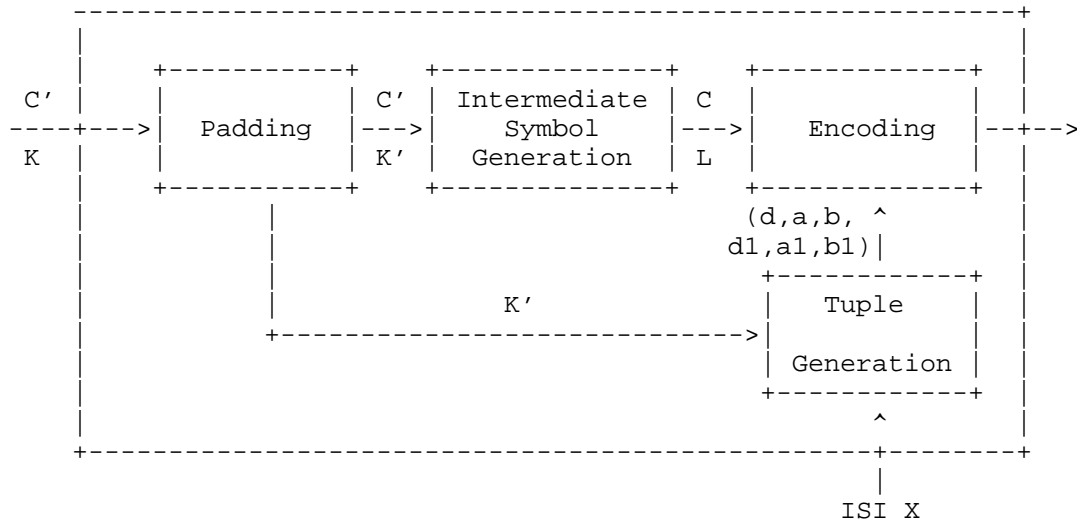 C' C' Intermediate C
Padding Symbol Encoding
K K' Generation L
(d,a,b,
d1,a1,b1)
K' Tuple
Generation
ISI X